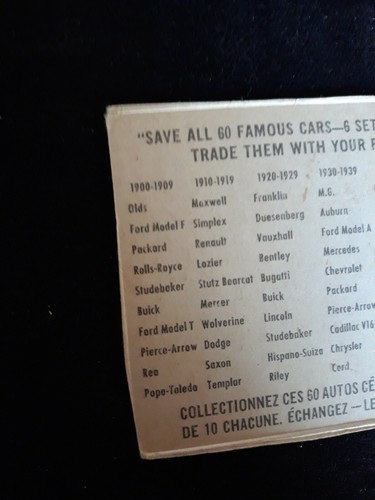 "SAVE ALL 60 FAMOUS CARS—6 SET
TRADE THEM WITH YOUR F
1900-1909 1910-1919 1920-1929 1930-1939
Olds Maxwell Franklin M.G.
Ford Model F Simplex Duesenberg Auburn
Packard Renault Vauxhall Ford Model A
Rolls-Royce Lozier Bentley Mercedes
Studebaker Stutz Bearcat Bugatti Chevrolet
Buick Mercer Buick Packard
Ford Model T Wolverine Lincoln Pierce-Arrow
Pierce-Arrow Dodge Studebaker Cadillac V16
Reo Saxon Hispano-Suiza Chrysler
Pope-Toledo Templar Riley Cord
COLLECTIONNEZ CES 60 AUTOS CÉ
DE 10 CHACUNE. ÉCHANGEZ—LE